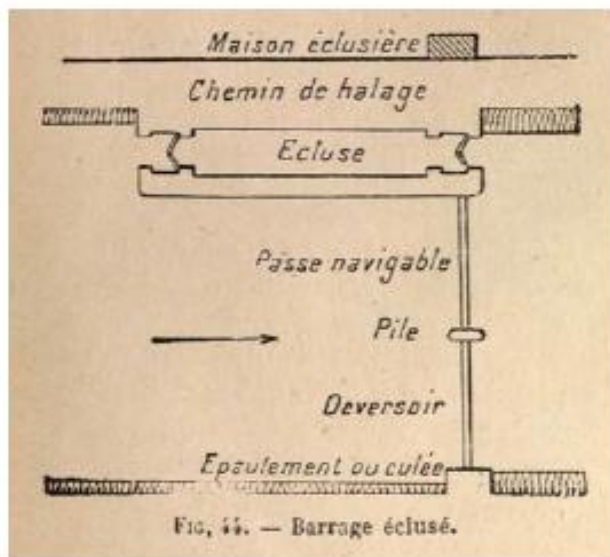 Maison éclusière
Chemin de halage
Ecluse
Passe navigable
Pile
Deversoir
Epaulement ou culée
FIG. 44. — Barrage éclusé.